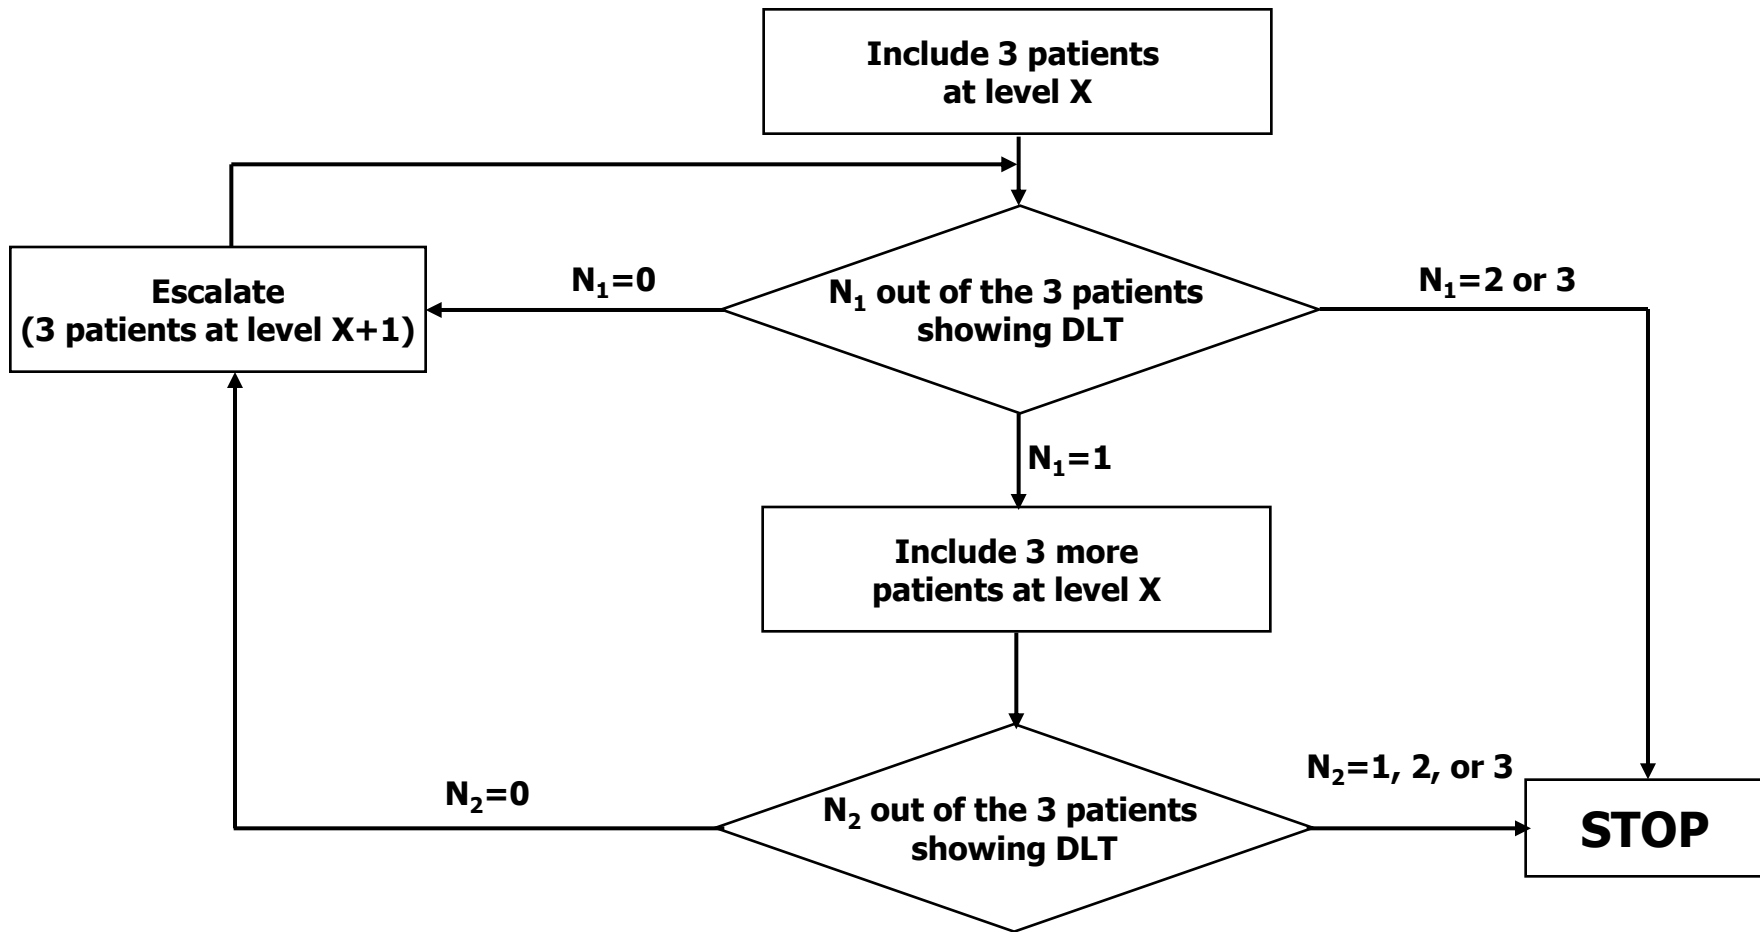 Include 3 patients
at level X
Escalate
(3 patients at level X+1)
N₁=0
N₁ out of the 3 patients
showing DLT
N₁=2 or 3
N₁=1
Include 3 more
patients at level X
N₂=0
N₂ out of the 3 patients
showing DLT
N₂=1, 2, or 3
STOP